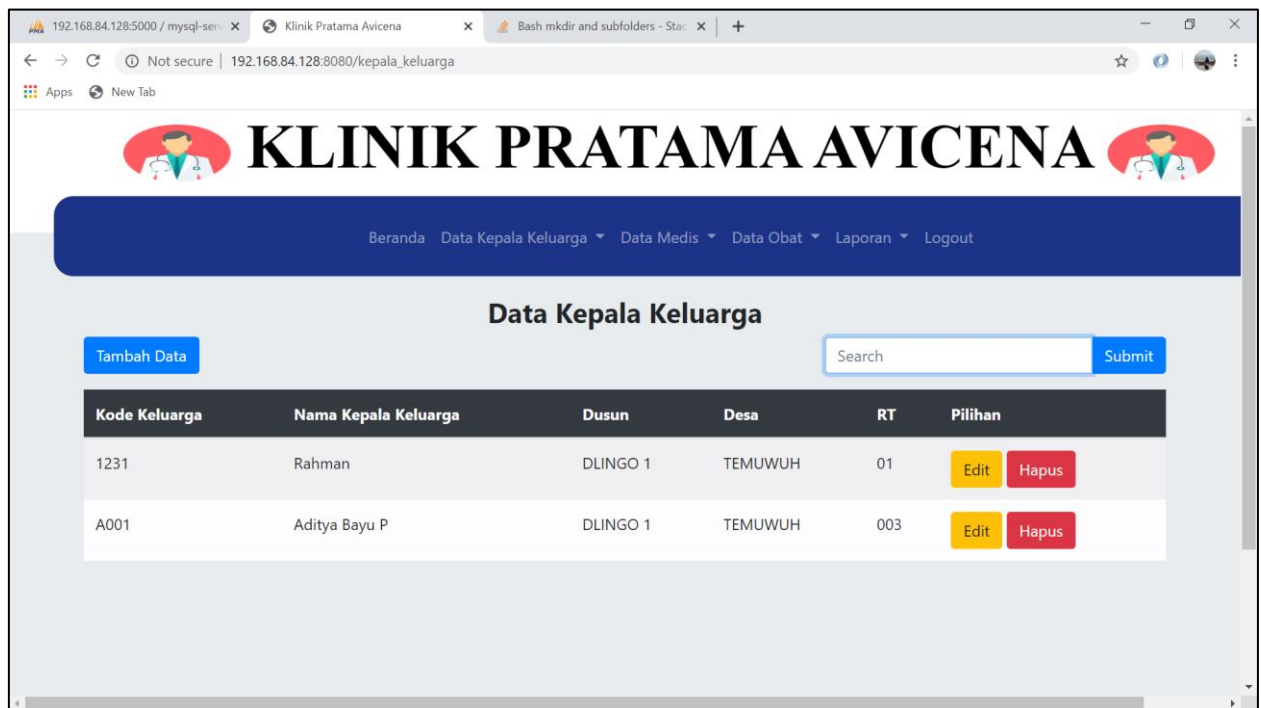 192.168.84.128:5000 / mysql-serv
Klinik Pratama Avicena
Bash mkdir and subfolders - Stac
Not secure | 192.168.84.128:8080/kepala_keluarga
Apps New Tab
KLINIK PRATAMA AVICENA
Beranda Data Kepala Keluarga Data Medis Data Obat Laporan Logout
Data Kepala Keluarga
Tambah Data Search Submit
Kode Keluarga Nama Kepala Keluarga Dusun Desa RT Pilihan
1231 Rahman DLINGO 1 TEMUWUH 01 Edit Hapus
A001 Aditya Bayu P DLINGO 1 TEMUWUH 003 Edit Hapus